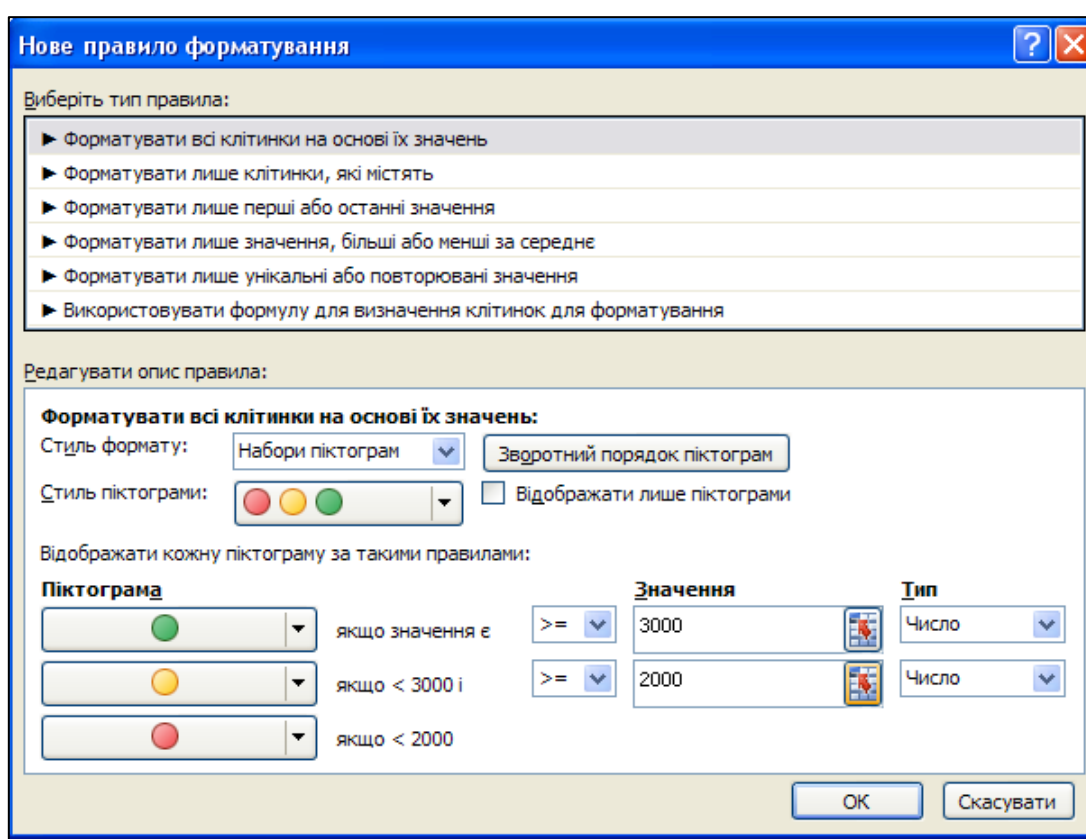 Нове правило форматування
Виберіть тип правила:
► Форматувати всі клітинки на основі їх значень
► Форматувати лише клітинки, які містять
► Форматувати лише перші або останні значення
► Форматувати лише значення, більші або менші за середнє
► Форматувати лише унікальні або повторювані значення
► Використовувати формулу для визначення клітинок для форматування
Редагувати опис правила:
Форматувати всі клітинки на основі їх значень:
Стиль формату: Набори піктограм Зворотний порядок піктограм
Стиль піктограми: Відображати лише піктограми
Відображати кожну піктограму за такими правилами:
Піктограма Значення Тип
якщо значення є >= 3000 Число
якщо < 3000 і >= 2000 Число
якщо < 2000
ОК Скасувати